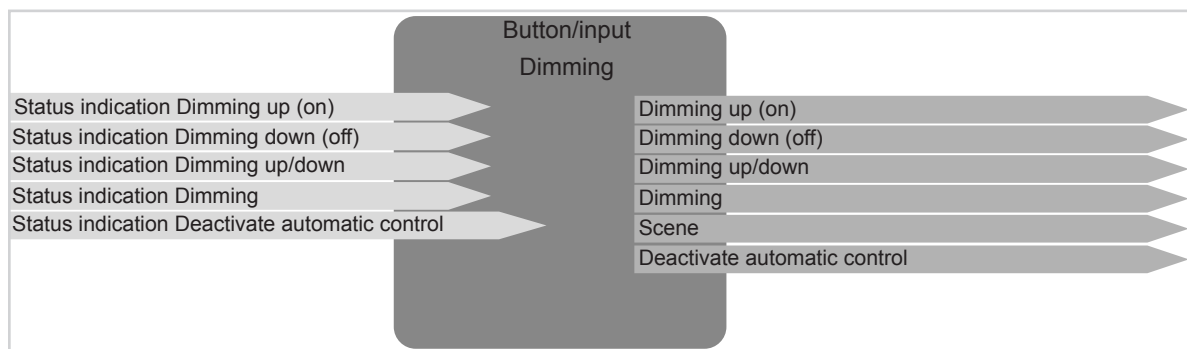 Button/input
Dimming
Status indication Dimming up (on)
Status indication Dimming down (off)
Status indication Dimming up/down
Status indication Dimming
Status indication Deactivate automatic control
Dimming up (on)
Dimming down (off)
Dimming up/down
Dimming
Scene
Deactivate automatic control